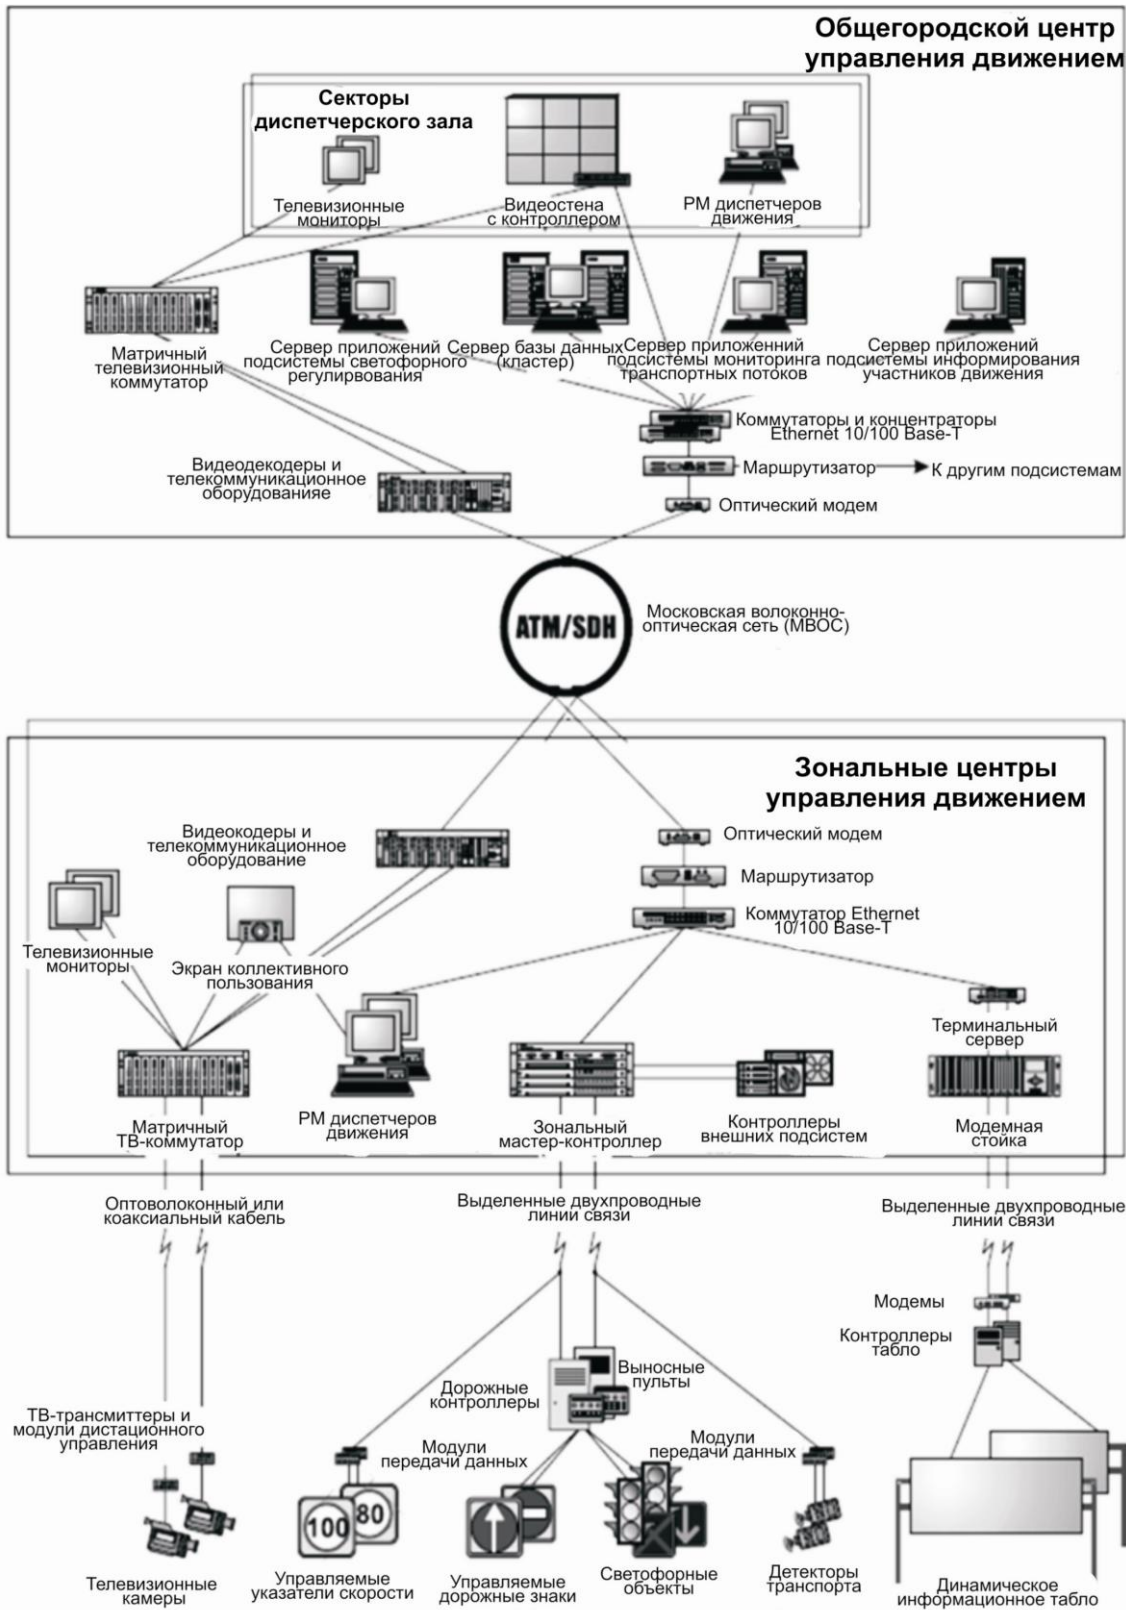 Общегородской центр
управления движением
Секторы
диспетчерского зала
Телевизионные
мониторы
Видеостена
с контроллером
РМ диспетчеров
движения
Матричный
телевизионный
коммутатор
Сервер приложений
подсистемы светофорного
регулирвования
Сервер базы данных
(кластер)
Сервер приложенний
подсистемы мониторинга
транспортных потоков
Сервер приложений
подсистемы информирования
участников движения
Коммутаторы и концентраторы
Ethernet 10/100 Base-T
Видеодекодеры и
телекоммуникационное
оборудованияе
Маршрутизатор
К другим подсистемам
Оптический модем
ATM/SDH
Московская волоконно-
оптическая сеть (МВОС)
Зональные центры
управления движением
Видеокодеры и
телекоммуникационное
оборудование
Оптический модем
Маршрутизатор
Коммутатор Ethernet
10/100 Base-T
Телевизионные
мониторы
Экран коллективного
пользования
Терминальный
сервер
Матричный
ТВ-коммутатор
РМ диспетчеров
движения
Зональный
мастер-контроллер
Контроллеры
внешних подсистем
Модемная
стойка
Оптоволоконный или
коаксиальный кабель
Выделенные двухпроводные
линии связи
Выделенные двухпроводные
линии связи
Модемы
Контроллеры
табло
Выносные
пульты
Дорожные
контроллеры
ТВ-трансмиттеры и
модули дистационного
управления
Модули
передачи данных
Модули
передачи данных
100
80
Телевизионные
камеры
Управляемые
указатели скорости
Управляемые
дорожные знаки
Светофорные
объекты
Детекторы
транспорта
Динамическое
информационное табло